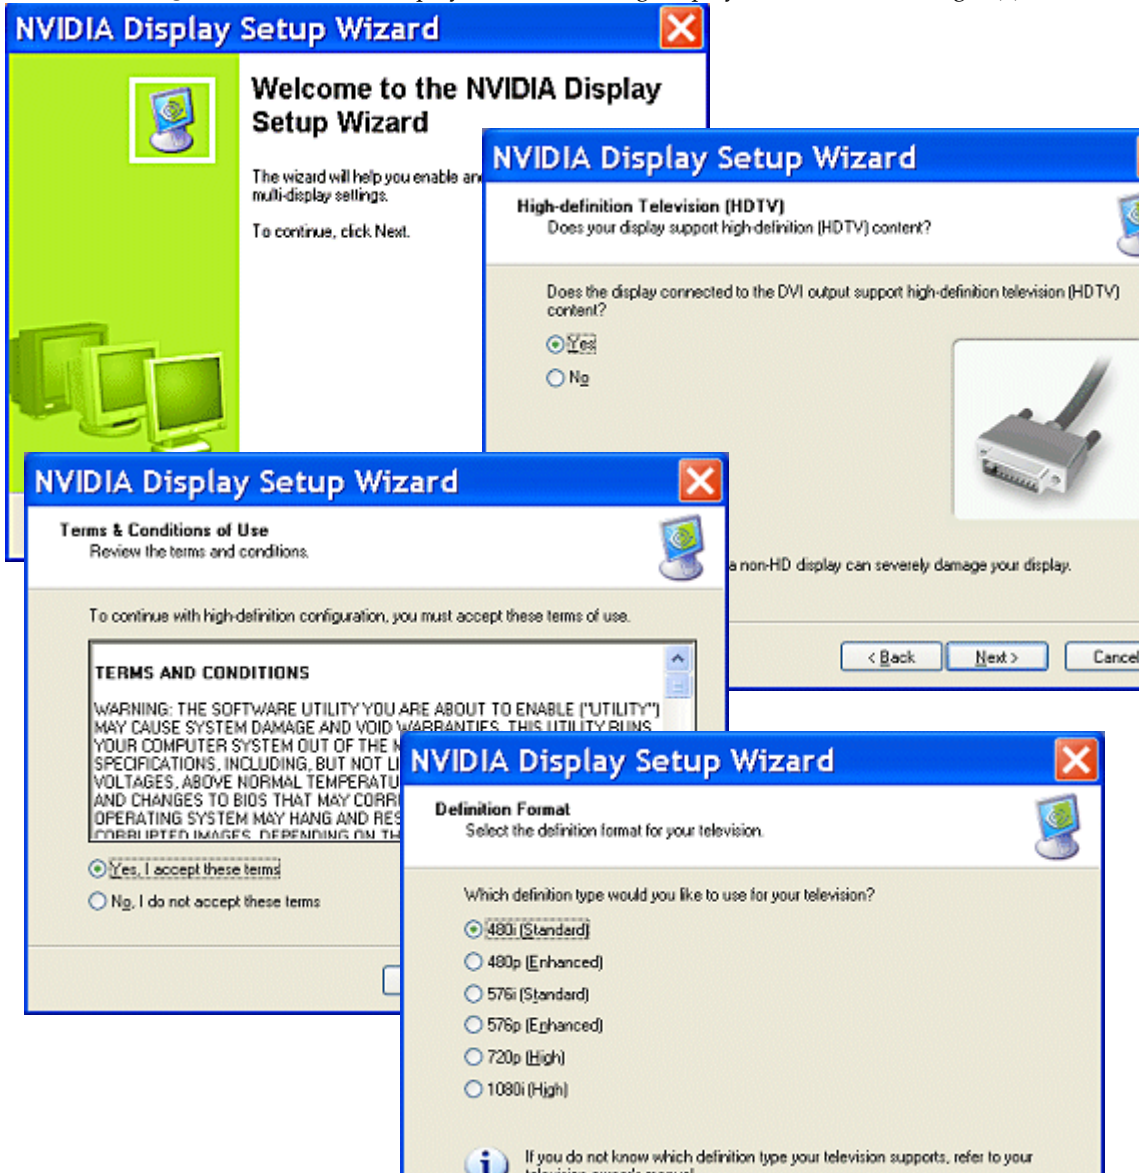 NVIDIA Display Setup Wizard
Welcome to the NVIDIA Display
Setup Wizard
The wizard will help you enable
multi-display settings.
To continue, click Next.
NVIDIA Display Setup Wizard
High-definition Television (HDTV)
Does your display support high-definition (HDTV) content?
Does the display connected to the DVI output support high-definition television (HDTV)
content?
Yes
No
a non-HD display can severely damage your display.
< Back
Next >
Cancel
NVIDIA Display Setup Wizard
Terms & Conditions of Use
Review the terms and conditions.
To continue with high-definition configuration, you must accept these terms of use.
TERMS AND CONDITIONS
WARNING: THE SOFTWARE UTILITY YOU ARE ABOUT TO ENABLE ("UTILITY")
MAY CAUSE SYSTEM DAMAGE AND VOID WARRANTIES. THIS UTILITY RUNS
YOUR COMPUTER SYSTEM OUT OF THE
SPECIFICATIONS, INCLUDING, BUT NOT
VOLTAGES, ABOVE NORMAL
AND CHANGES TO BIOS THAT MAY
OPERATING SYSTEM MAY HANG AND
CORRUPTED IMAGES. DEPENDING ON
Yes, I accept these terms
No, I do not accept these terms
NVIDIA Display Setup Wizard
Definition Format
Select the definition format for your television.
Which definition type would you like to use for your television?
480i (Standard)
480p (Enhanced)
576i (Standard)
576p (Enhanced)
720p (High)
1080i (High)
If you do not know which definition type your television supports, refer to your